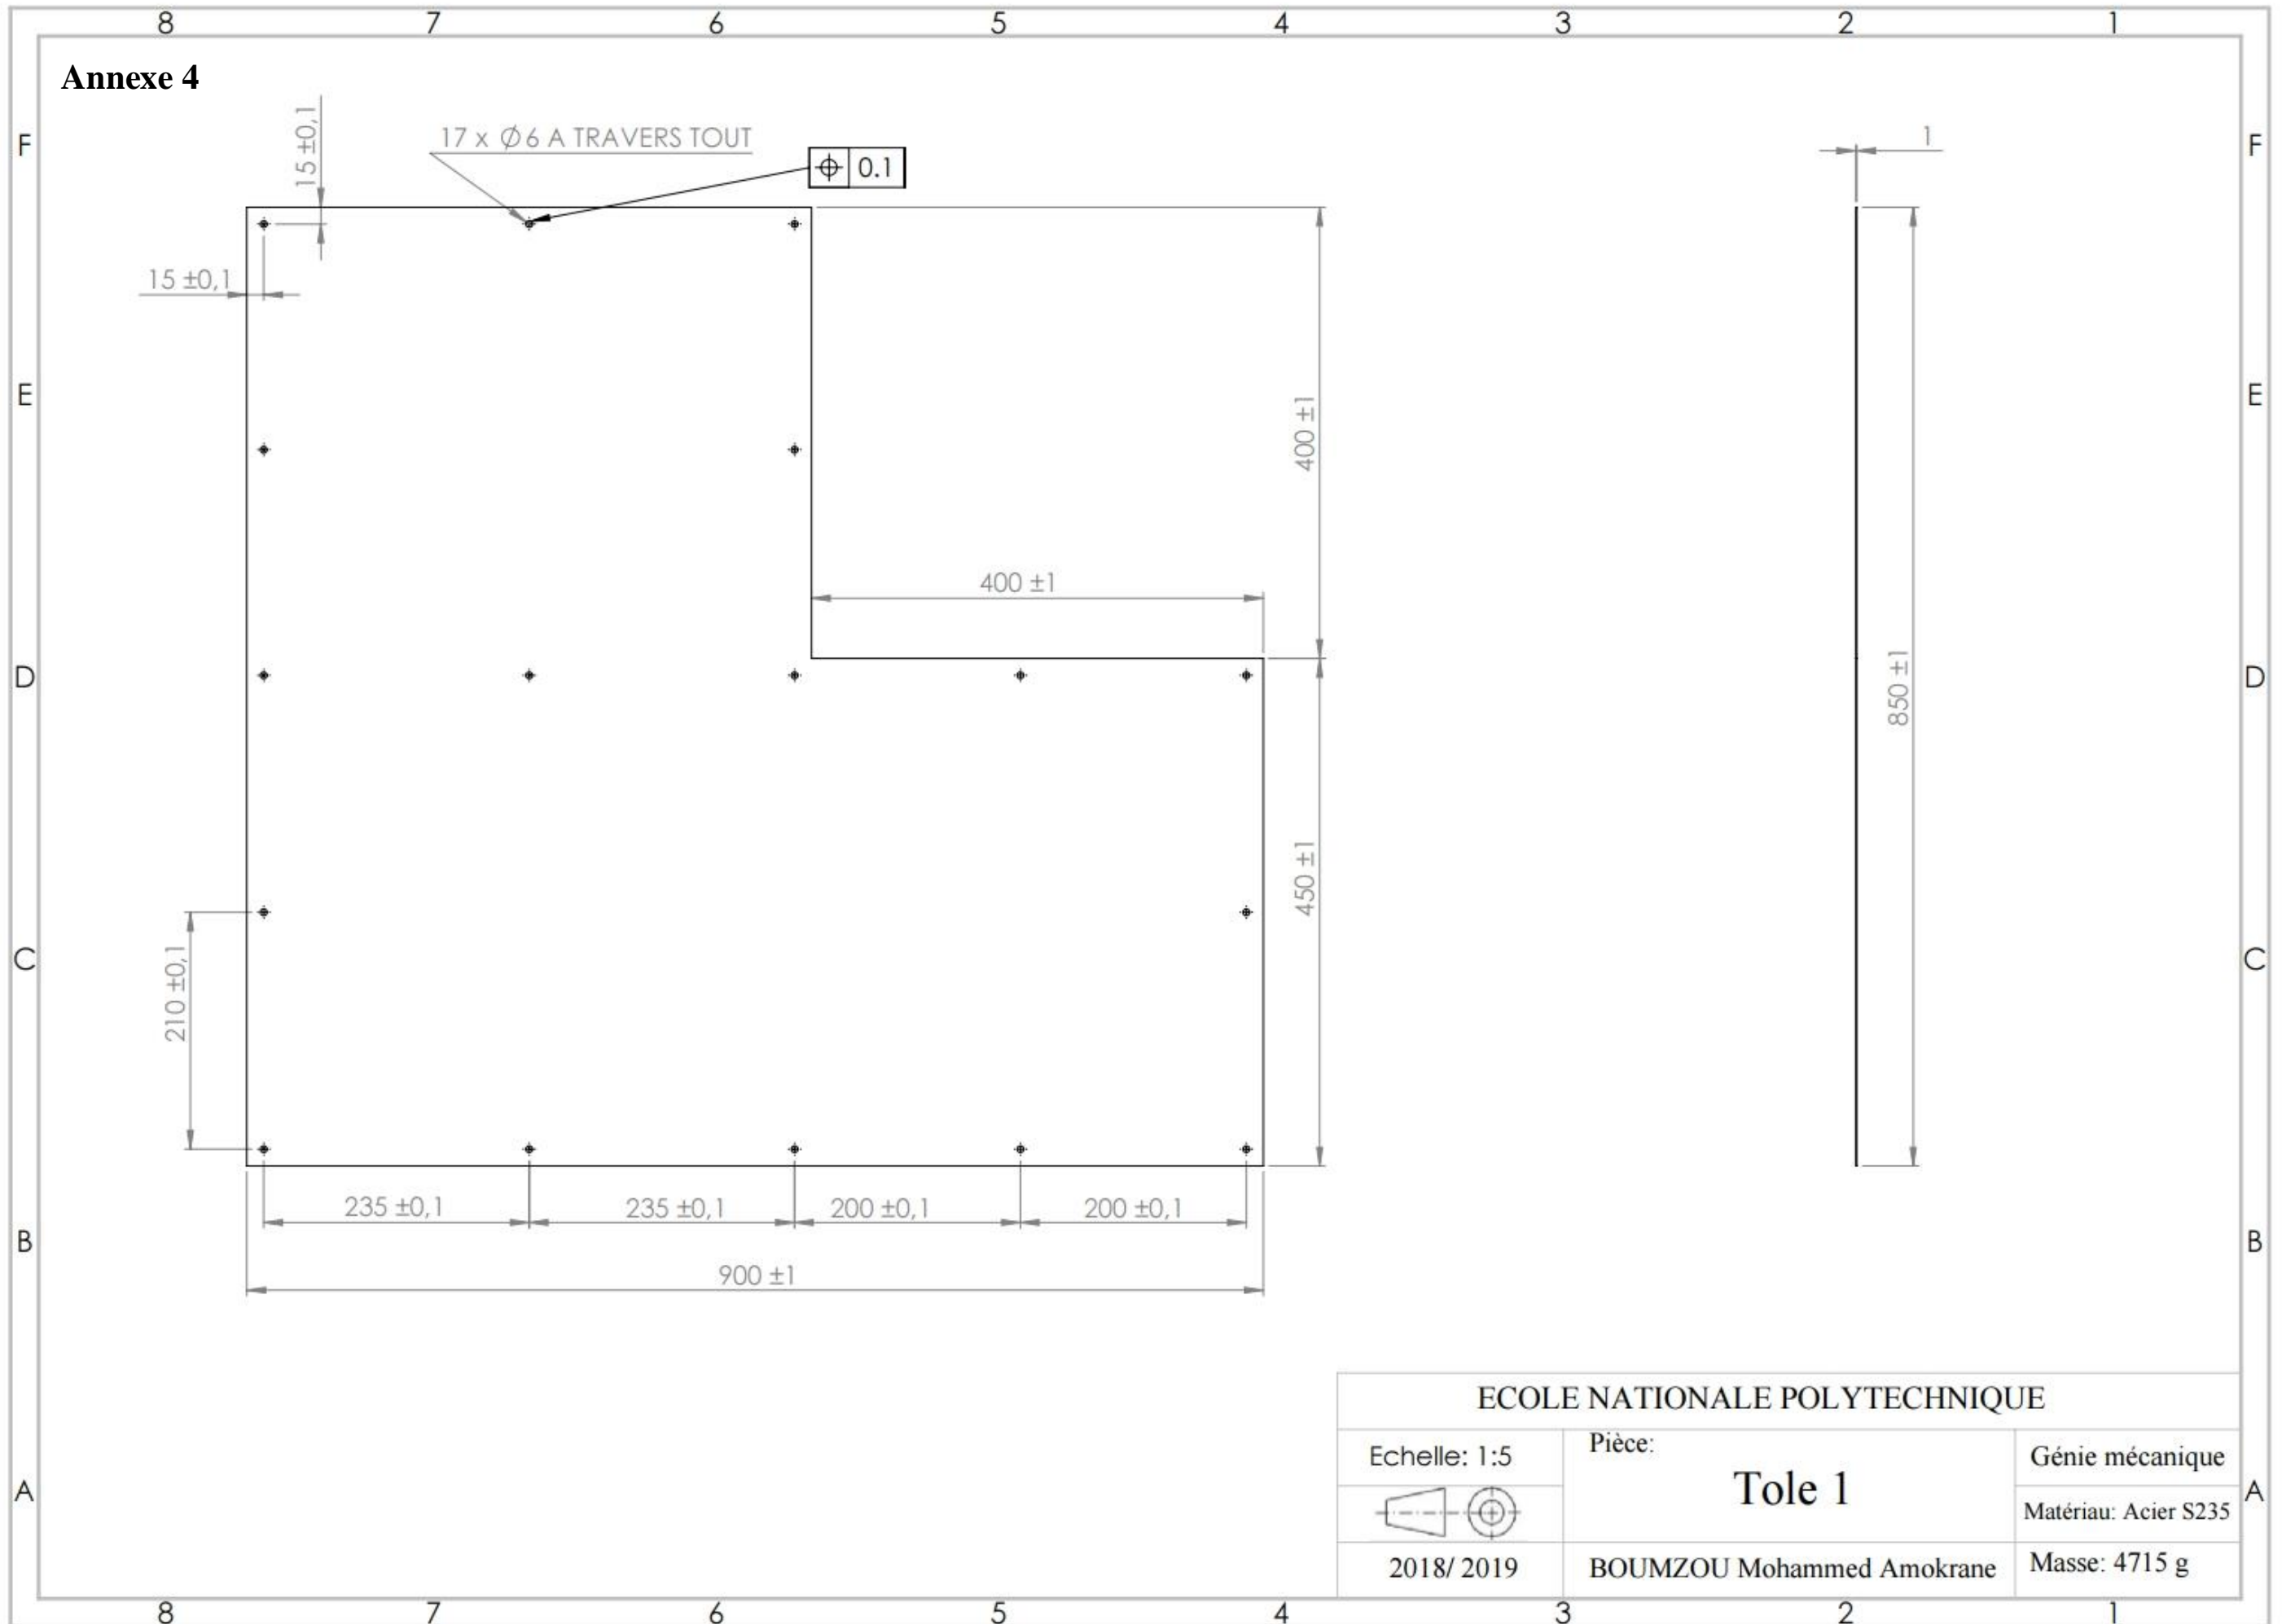 8 7 6 5 4 3 2 1
Annexe 4
F
F
15 ±0,1
17 x Ø6 A TRAVERS TOUT
⌖ 0.1
1
15 ±0,1
E
E
400 ±1
400 ±1
D
D
850 ±1
450 ±1
C
C
210 ±0,1
235 ±0,1
235 ±0,1
200 ±0,1
200 ±0,1
B
B
900 ±1
ECOLE NATIONALE POLYTECHNIQUE
Echelle: 1:5
Pièce:
Tole 1
Génie mécanique
A
A
Matériau: Acier S235
2018/ 2019
BOUMZOU Mohammed Amokrane
Masse: 4715 g
8 7 6 5 4 3 2 1